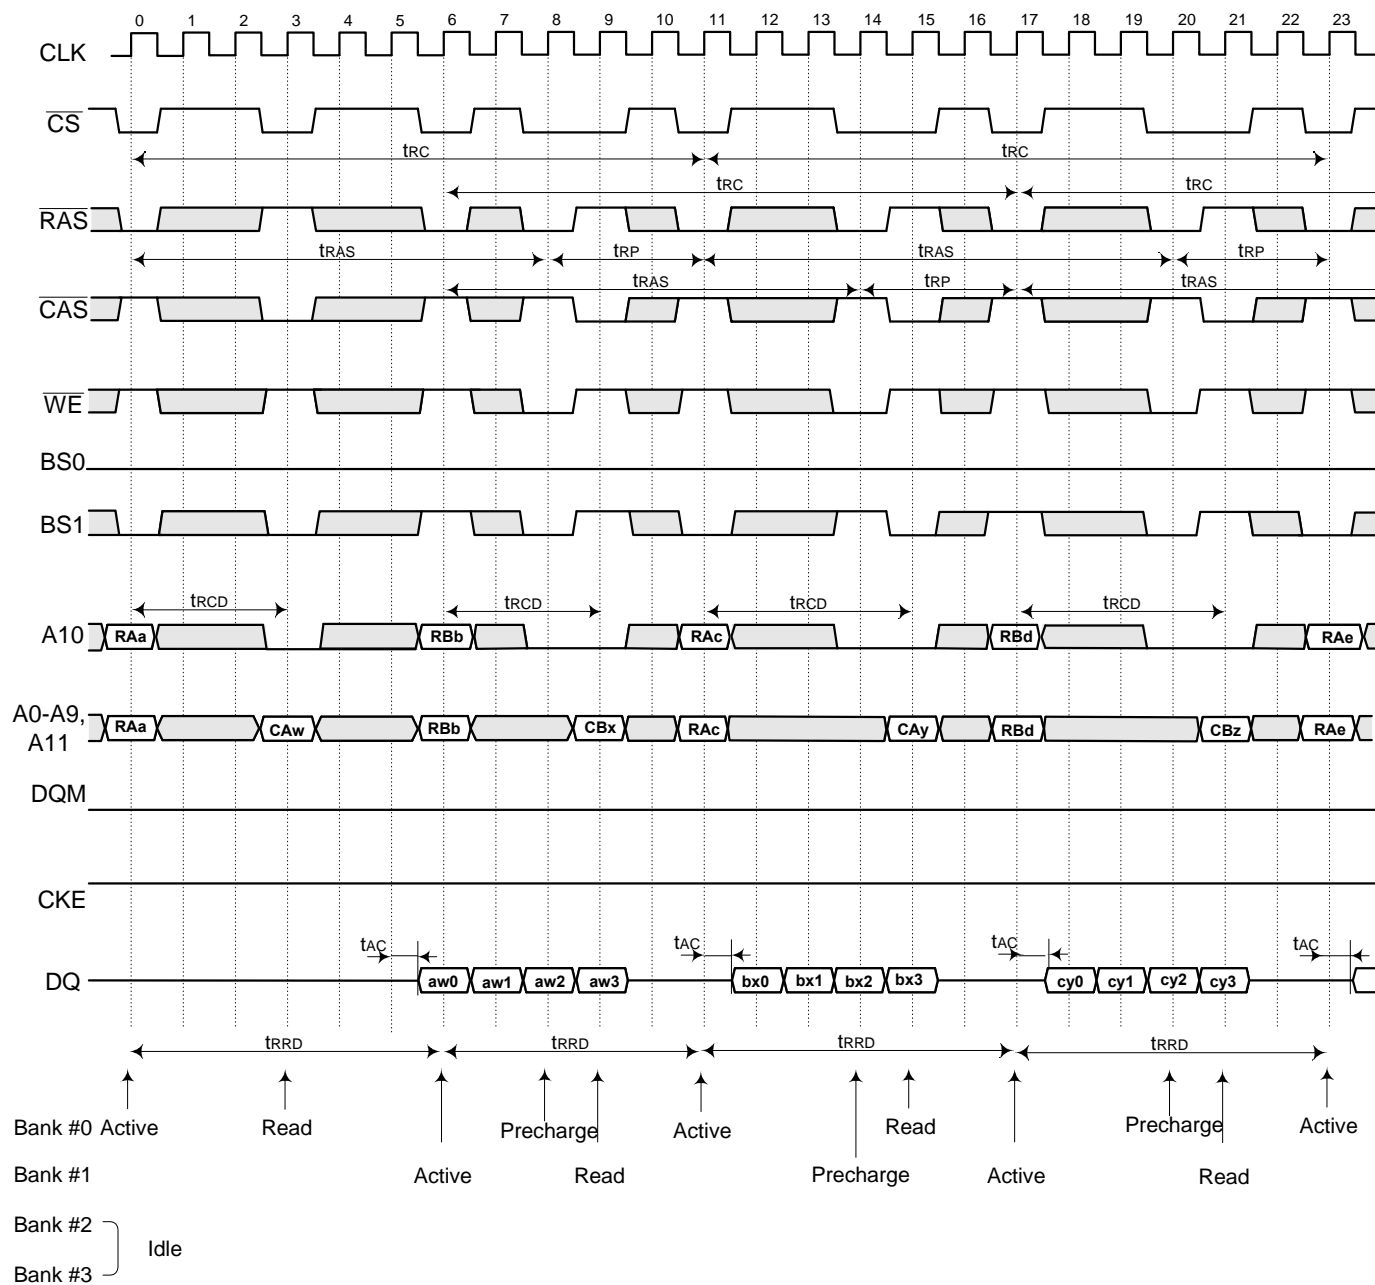 0 1 2 3 4 5 6 7 8 9 10 11 12 13 14 15 16 17 18 19 20 21 22 23
CLK
CS
tRC tRC
tRC tRC
RAS
tRAS tRP tRAS tRP
tRAS tRP tRAS
CAS
WE
BS0
BS1
tRCD tRCD tRCD tRCD
A10 RAa RBb RAc RBd RAe
A0-A9,
A11
RAa CAw RBb CBx RAc CAy RBd CBz RAe
DQM
CKE
tAC tAC tAC tAC
DQ aw0 aw1 aw2 aw3 bx0 bx1 bx2 bx3 cy0 cy1 cy2 cy3
tRRD tRRD tRRD tRRD
Bank #0 Active Read Precharge Active Read Precharge Active
Bank #1 Active Read Precharge Active Read
Bank #2
Idle
Bank #3